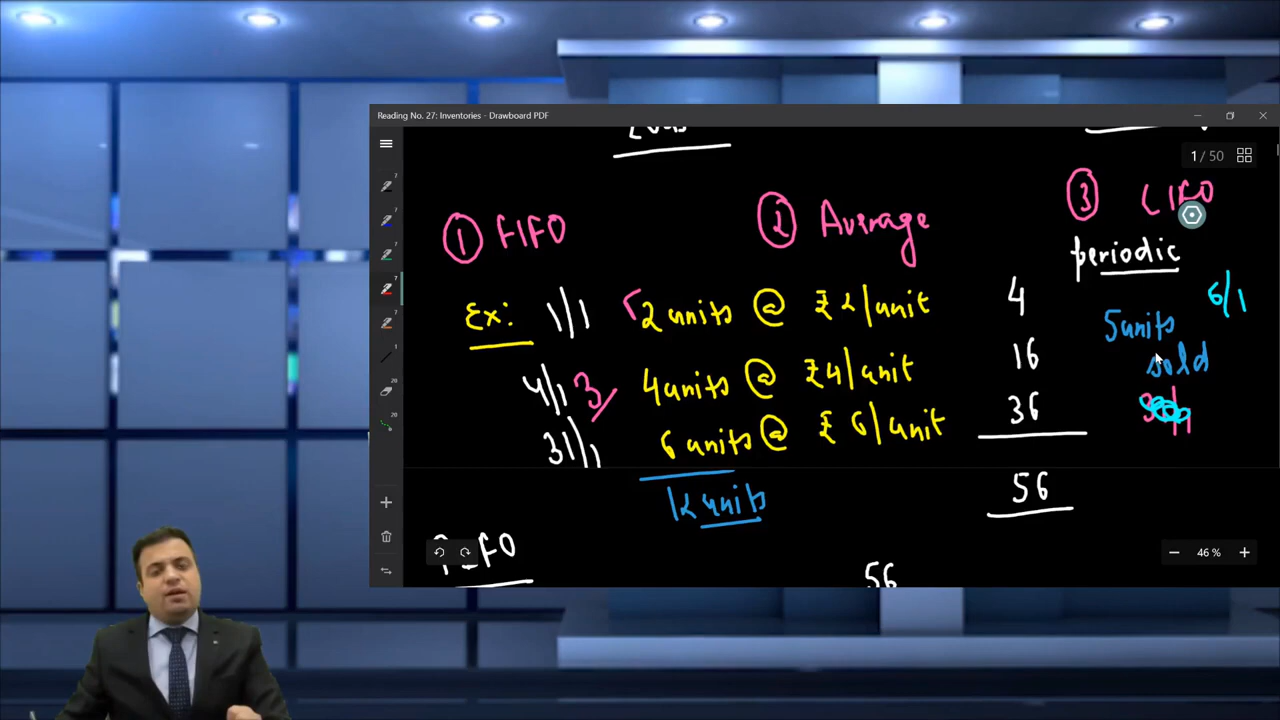 Reading No. 27: Inventories - Drawboard PDF
1 / 50
① FIFO
② Average
③ LIFO
periodic
Ex: 1/1 2 units @ ₹2/unit 4
4/1 3/ 4 units @ ₹4/unit 16
31/1 6 units @ ₹6/unit 36
12 units 56
5 units 6/1
sold
FIFO
56
46 %